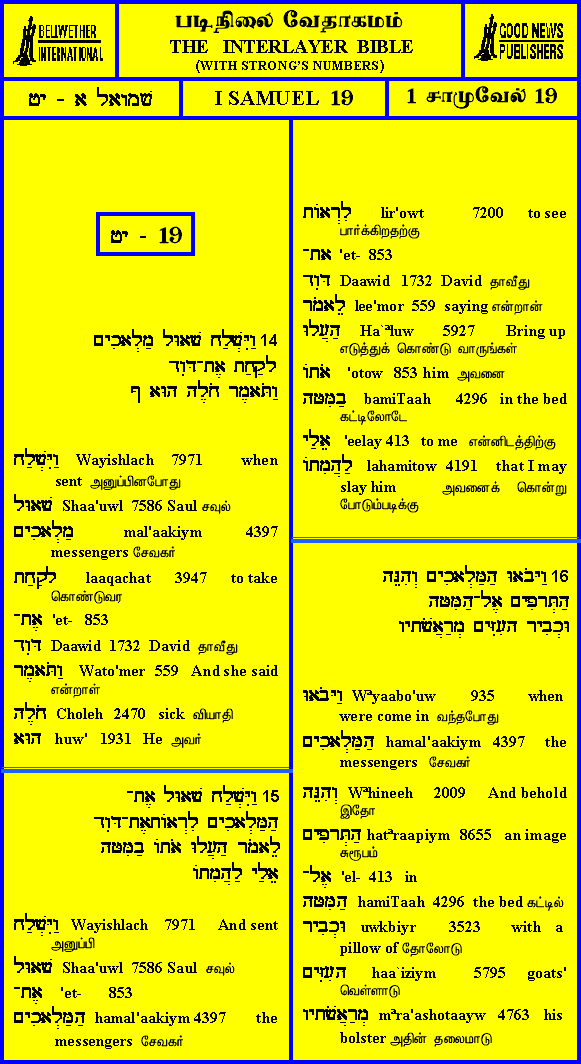 BELLWETHER
INTERNATIONAL
படிநிலை வேதாகமம்
THE INTERLAYER BIBLE
(WITH STRONG'S NUMBERS)
GOOD NEWS
PUBLISHERS
שמואל א - יט
I SAMUEL 19
1 சாமுவேல் 19
יט - 19
14 וַיִּשְׁלַח שָׁאוּל מַלְאָכִים
לָקַחַת אֶת־דָּוִד
וַתֹּאמֶר חֹלֶה הוּא ף
וַיִּשְׁלַח Wayishlach 7971 when
sent அனுப்பினபோது
שָׁאוּל Shaa'uwl 7586 Saul சவுல்
מַלְאָכִים mal'aakiym 4397
messengers சேவகர்
לָקַחַת laaqachat 3947 to take
கொண்டுவர
אֶת־ 'et- 853
דָּוִד Daawid 1732 David தாவீது
וַתֹּאמֶר Wato'mer 559 And she said
என்றாள்
חֹלֶה Choleh 2470 sick வியாதி
הוּא huw' 1931 He அவர்
15 וַיִּשְׁלַח שָׁאוּל אֶת־
הַמַּלְאָכִים לִרְאוֹתאֶת־דָּוִד
לֵאמֹר הַעֲלוּ אֹתוֹ בַמִּטָּה
אֵלַי לַהֲמִתוֹ
וַיִּשְׁלַח Wayishlach 7971 And sent
அனுப்பி
שָׁאוּל Shaa'uwl 7586 Saul சவுல்
אֶת־ 'et- 853
הַמַּלְאָכִים hamal'aakiym 4397 the
messengers சேவகர்
לִרְאוֹת lir'owt 7200 to see
பார்க்கிறதற்கு
אֶת־ 'et- 853
דָּוִד Daawid 1732 David தாவீது
לֵאמֹר lee'mor 559 saying என்றான்
הַעֲלוּ Ha`ᵃluw 5927 Bring up
எடுத்துக் கொண்டு வாருங்கள்
אֹתוֹ 'otow 853 him அவனை
בַמִּטָּה bamiTaah 4296 in the bed
கட்டிலோடே
אֵלַי 'eelay 413 to me என்னிடத்திற்கு
לַהֲמִתוֹ lahamitow 4191 that I may
slay him அவனைக் கொன்று
போடும்படிக்கு
16 וַיָּבֹאוּ הַמַּלְאָכִים וְהִנֵּה
הַתְּרָפִים אֶל־הַמִּטָּה
וּכְבִיר הָעִזִּים מְרַאֲשֹׁתָיו
וַיָּבֹאוּ Wᵃyaabo'uw 935 when
were come in வந்தபோது
הַמַּלְאָכִים hamal'aakiym 4397 the
messengers சேவகர்
וְהִנֵּה Wᵃhineeh 2009 And behold
இதோ
הַתְּרָפִים hatᵃraapiym 8655 an image
சுரூபம்
אֶל־ 'el- 413 in
הַמִּטָּה hamiTaah 4296 the bed கட்டில்
וּכְבִיר uwkbiyr 3523 with a
pillow of தோலோடு
הָעִזִּים haa`iziym 5795 goats'
வெள்ளாடு
מְרַאֲשֹׁתָיו mᵃra'ashotaayw 4763 his
bolster அதின் தலைமாடு